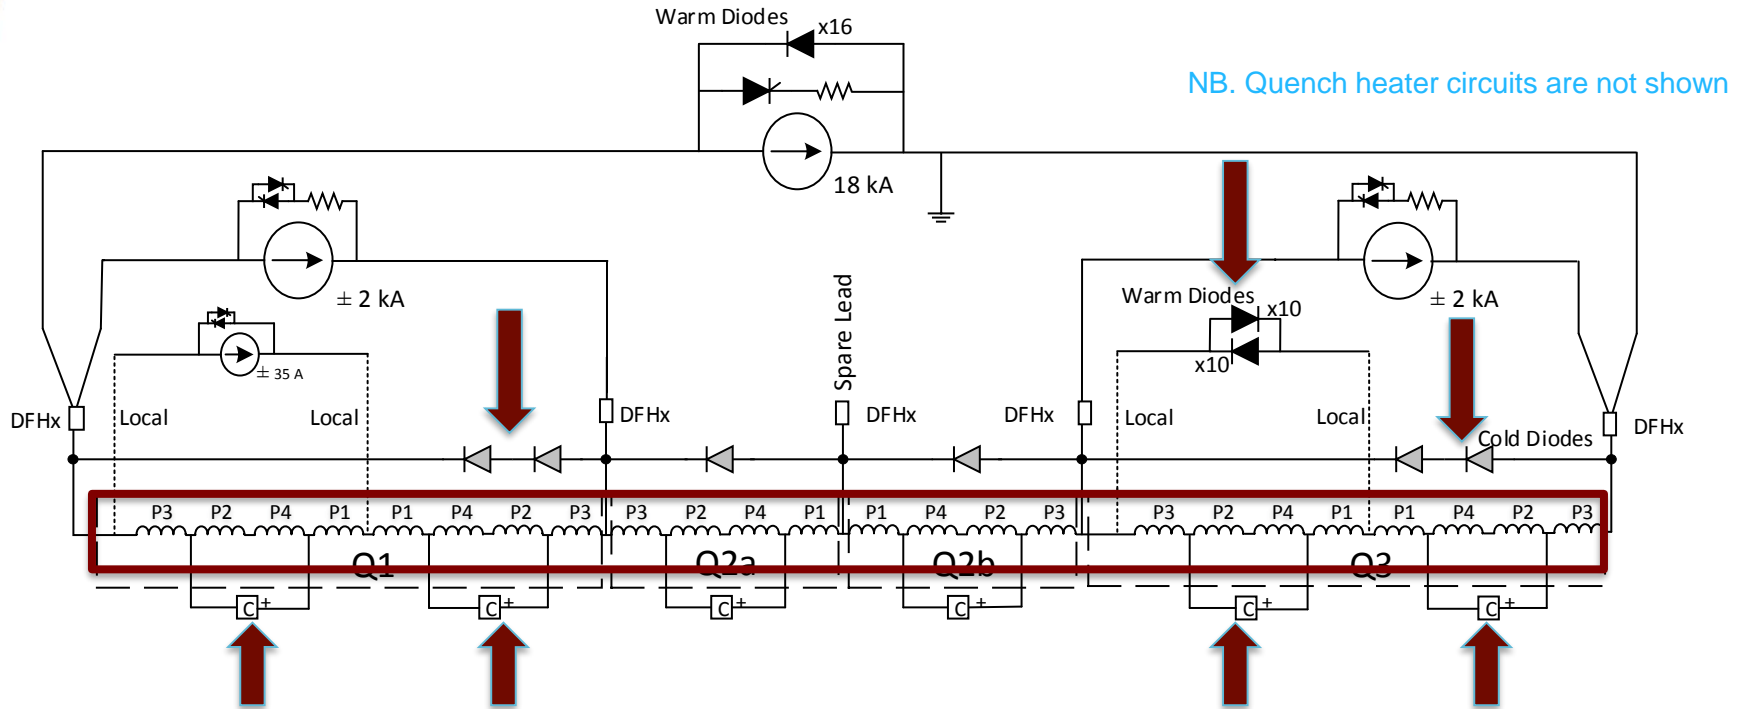 Warm Diodes
x16
NB. Quench heater circuits are not shown
18 kA
± 2 kA
Warm Diodes
x10
± 2 kA
x10
± 35 A
Spare Lead
DFHx
Local
Local
DFHx
DFHx
DFHx
Local
Local
DFHx
Cold Diodes
P3 P2 P4 P1 P1 P4 P2 P3 P3 P2 P4 P1 P1 P4 P2 P3 P3 P2 P4 P1 P1 P4 P2 P3
Q1 Q2a Q2b Q3
C + C + C + C + C + C +